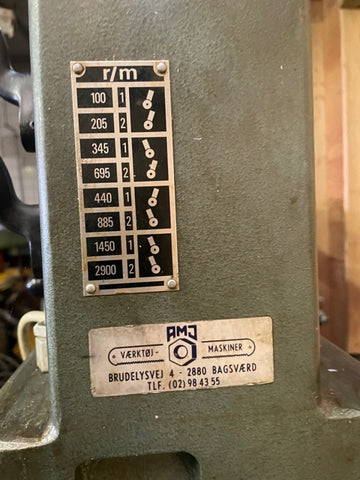 r/m
100 1
205 2
345 1
695 2
440 1
885 2
1450 1
2900 2
AMJ
VÆRKTØJ- MASKINER
BRUDELYSVEJ 4 - 2880 BAGSVÆRD
TLF. (02) 98 43 55